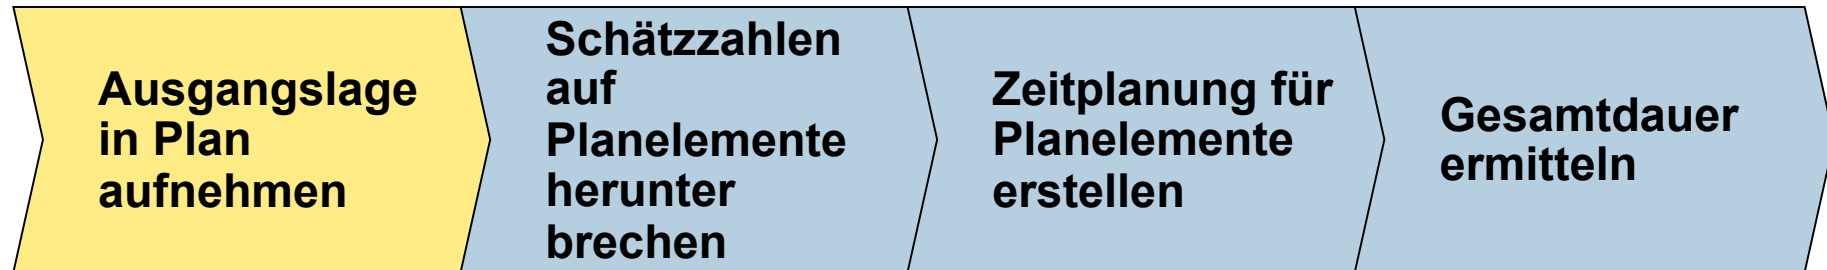 Ausgangslage
in Plan
aufnehmen
Schätzzahlen
auf
Planelemente
herunter
brechen
Zeitplanung für
Planelemente
erstellen
Gesamtdauer
ermitteln